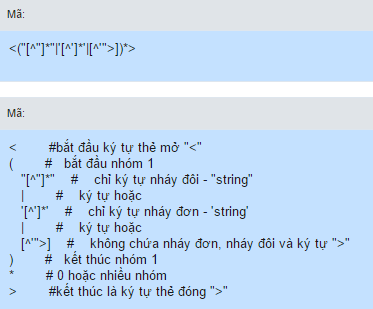 Mã:
<("[^"]*"|'[^']*'|[^'">])*>
Mã:
< #bắt đầu ký tự thẻ mở "<"
( # bắt đầu nhóm 1
"[^"]*" # chỉ ký tự nháy đôi - "string"
| # ký tự hoặc
'[^']*' # chỉ ký tự nháy đơn - 'string'
| # ký tự hoặc
[^'">] # không chứa nháy đơn, nháy đôi và ký tự ">"
) # kết thúc nhóm 1
* # 0 hoặc nhiều nhóm
> #kết thúc là ký tự thẻ đóng ">"